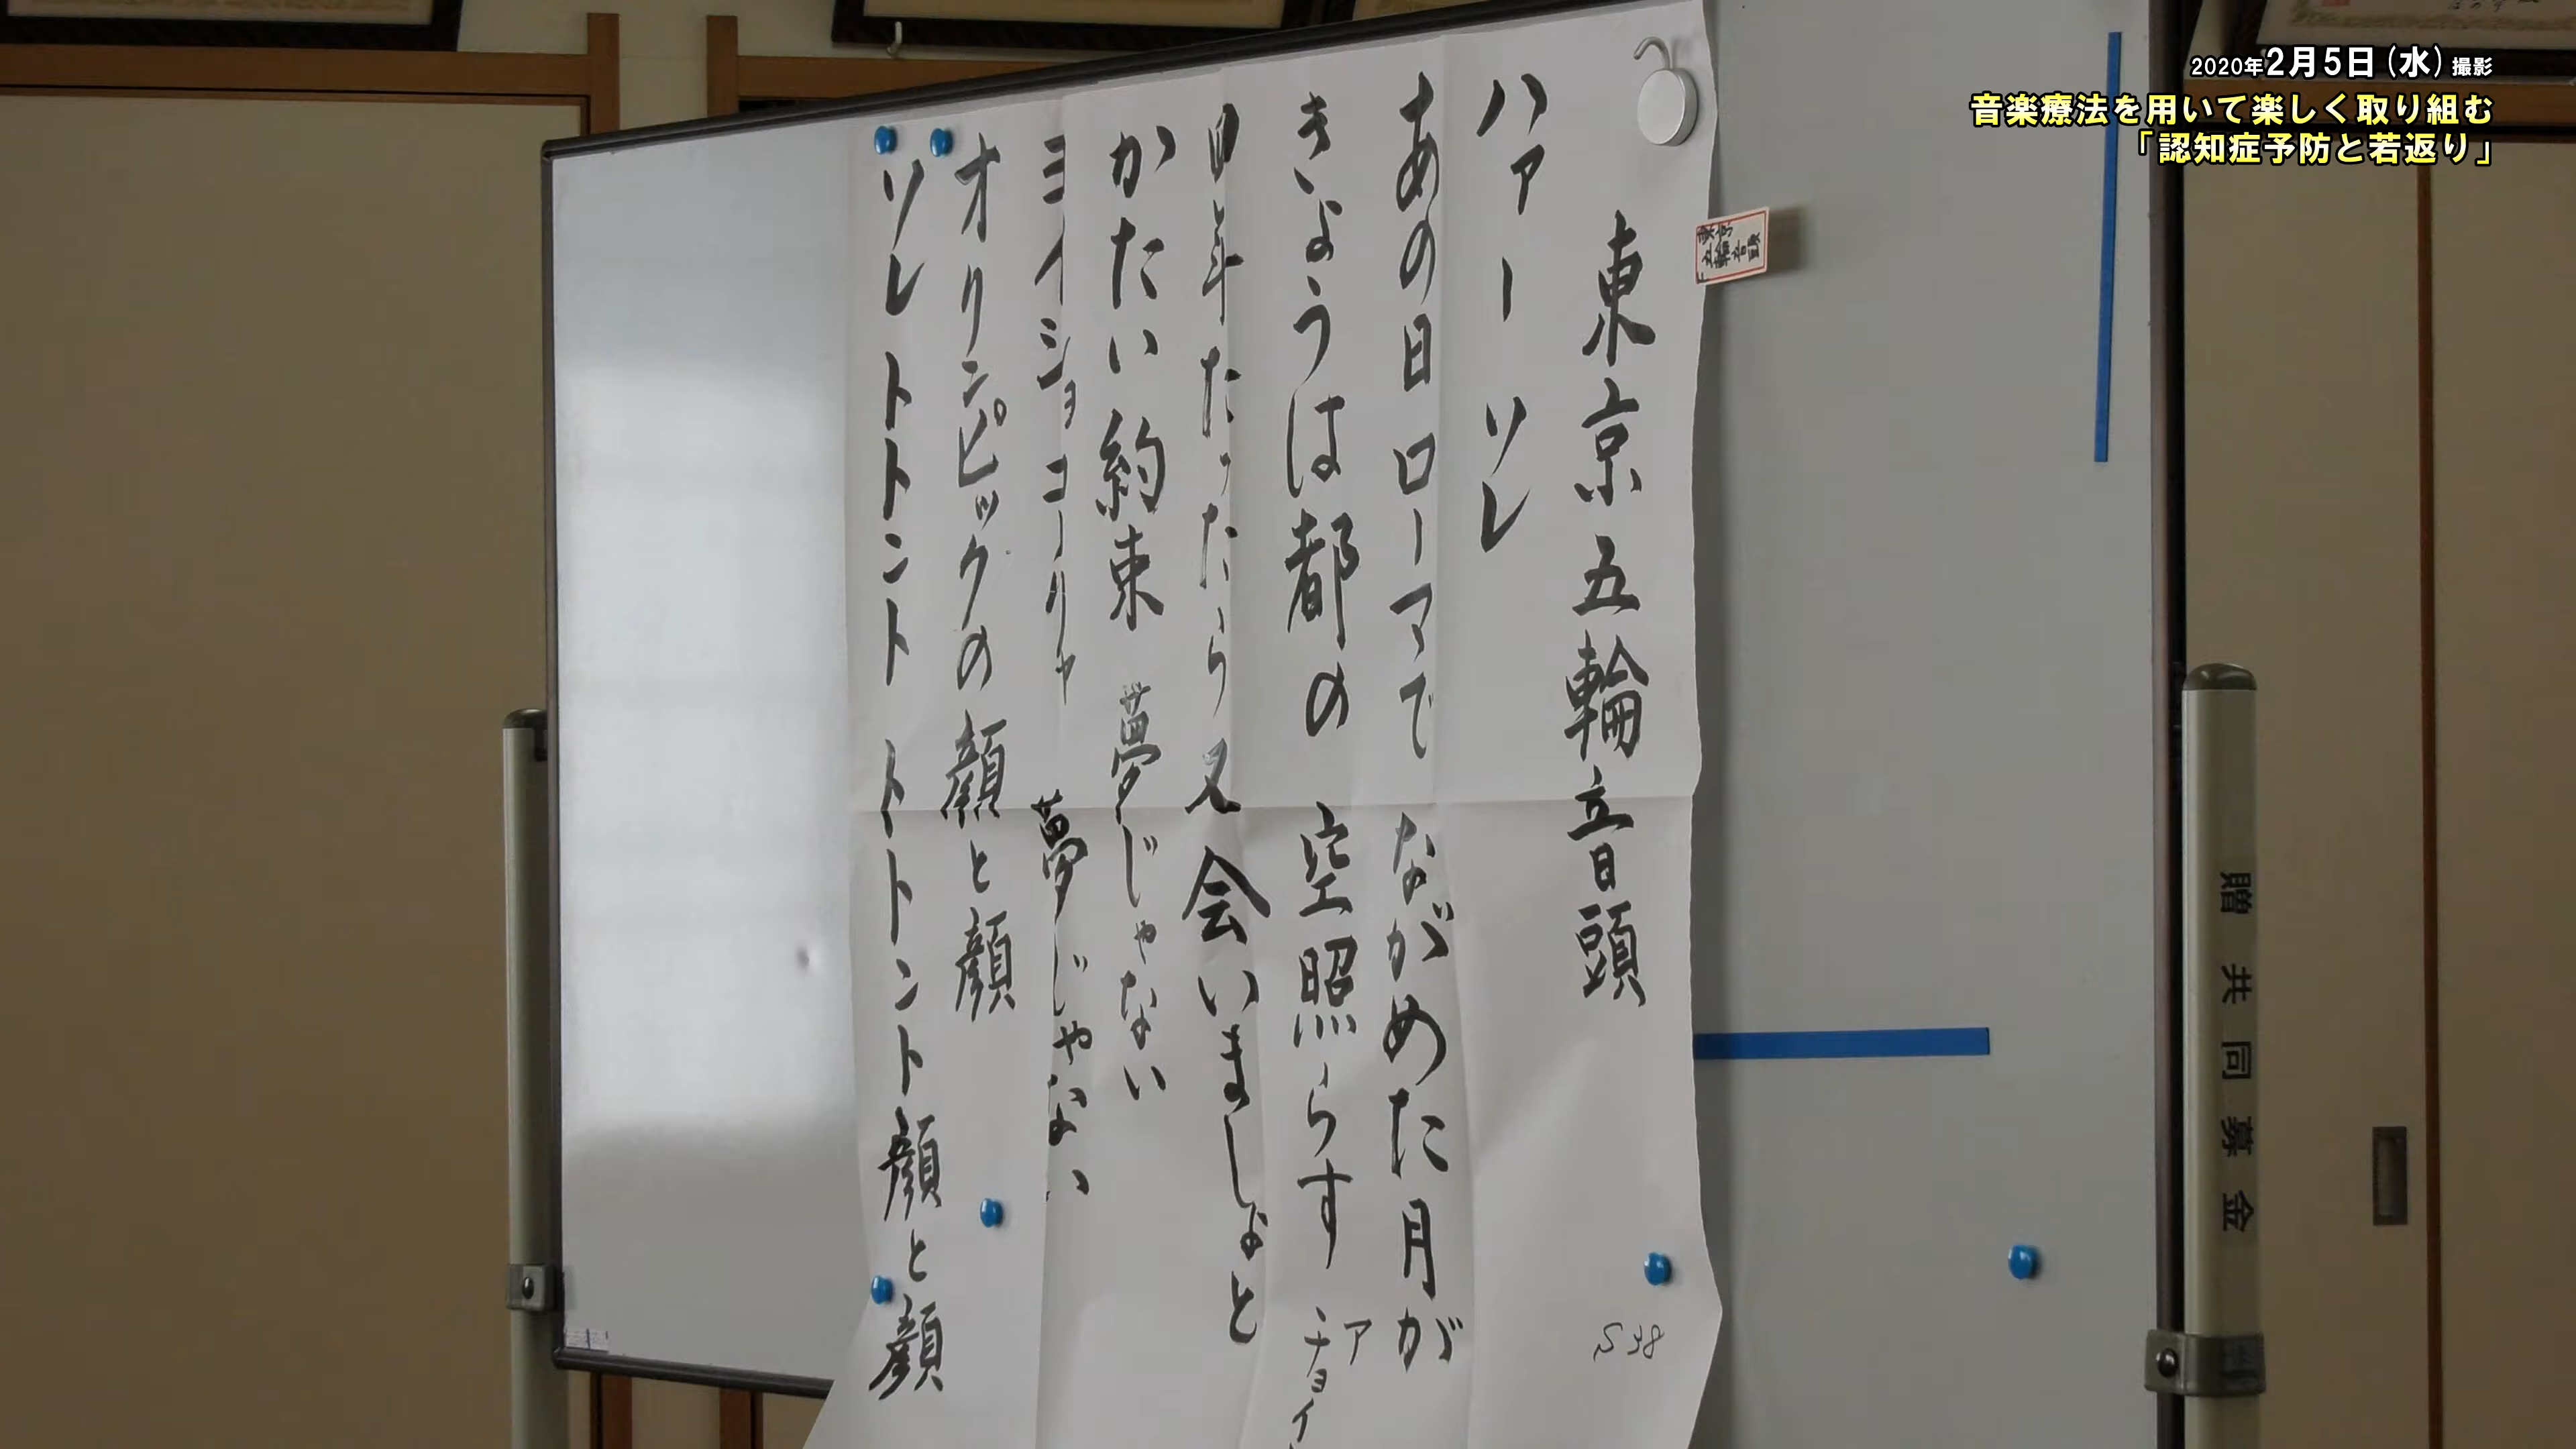 2020年2月5日(水)撮影
音楽療法を用いて楽しく取り組む
「認知症予防と若返り」
東京五輪音頭
S38
ハァー ソレ
あの日ローマで ながめた月が
きょうは都の 空照らす ア チョイ
四年たったら 又会いましょと
かたい約束 夢じゃない
ヨイショコーリャ 夢じゃない
オリンピックの 顔と顔
ソレトトントト トトントト顔と顔
贈 共同募金